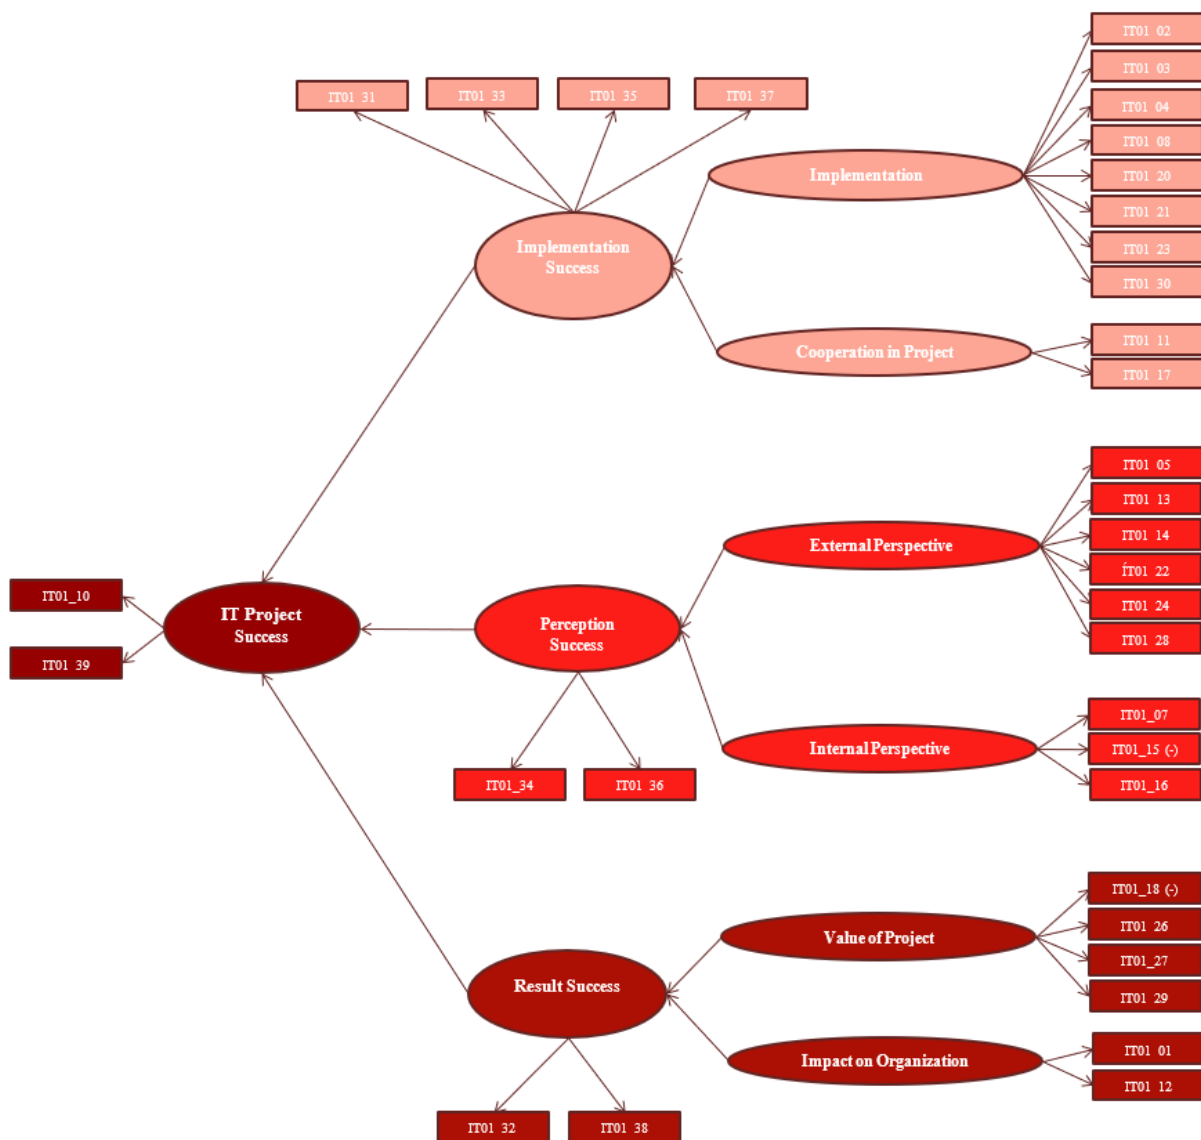 IT01 02
IT01 03
IT01 31
IT01 33
IT01 35
IT01 37
IT01 04
IT01 08
Implementation
IT01 20
IT01 21
Implementation
Success
IT01 23
IT01 30
IT01 11
Cooperation in Project
IT01 17
IT01 05
IT01 13
External Perspective
IT01 14
ÍT01 22
IT01 24
IT01_10
IT Project
Success
Perception
Success
IT01 28
IT01 39
IT01_07
Internal Perspective
IT01_15 (-)
IT01_34
IT01 36
IT01_16
IT01_18 (-)
Value of Project
IT01 26
IT01_27
Result Success
IT01 29
IT01 01
Impact on Organization
IT01 12
IT01 32
IT01 38